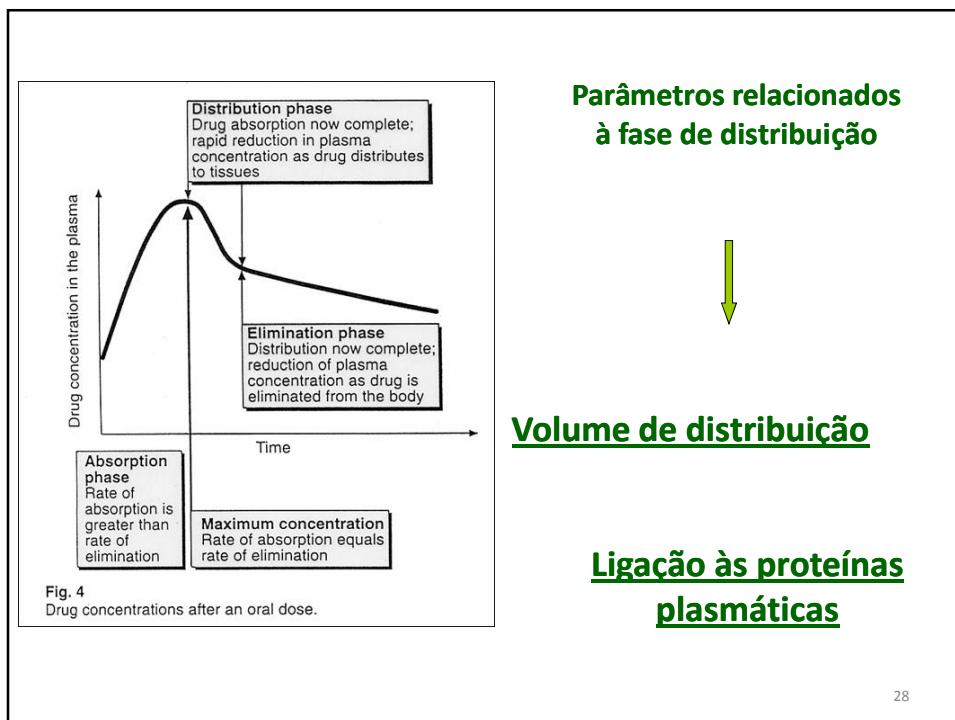 Parâmetros relacionados
à fase de distribuição
Distribution phase
Drug absorption now complete;
rapid reduction in plasma
concentration as drug distributes
to tissues
Drug concentration in the plasma
Elimination phase
Distribution now complete;
reduction of plasma
concentration as drug is
eliminated from the body
Time
Absorption
phase
Rate of
absorption is
greater than
rate of
elimination
Maximum concentration
Rate of absorption equals
rate of elimination
Fig. 4
Drug concentrations after an oral dose.
Volume de distribuição
Ligação às proteínas
plasmáticas
28